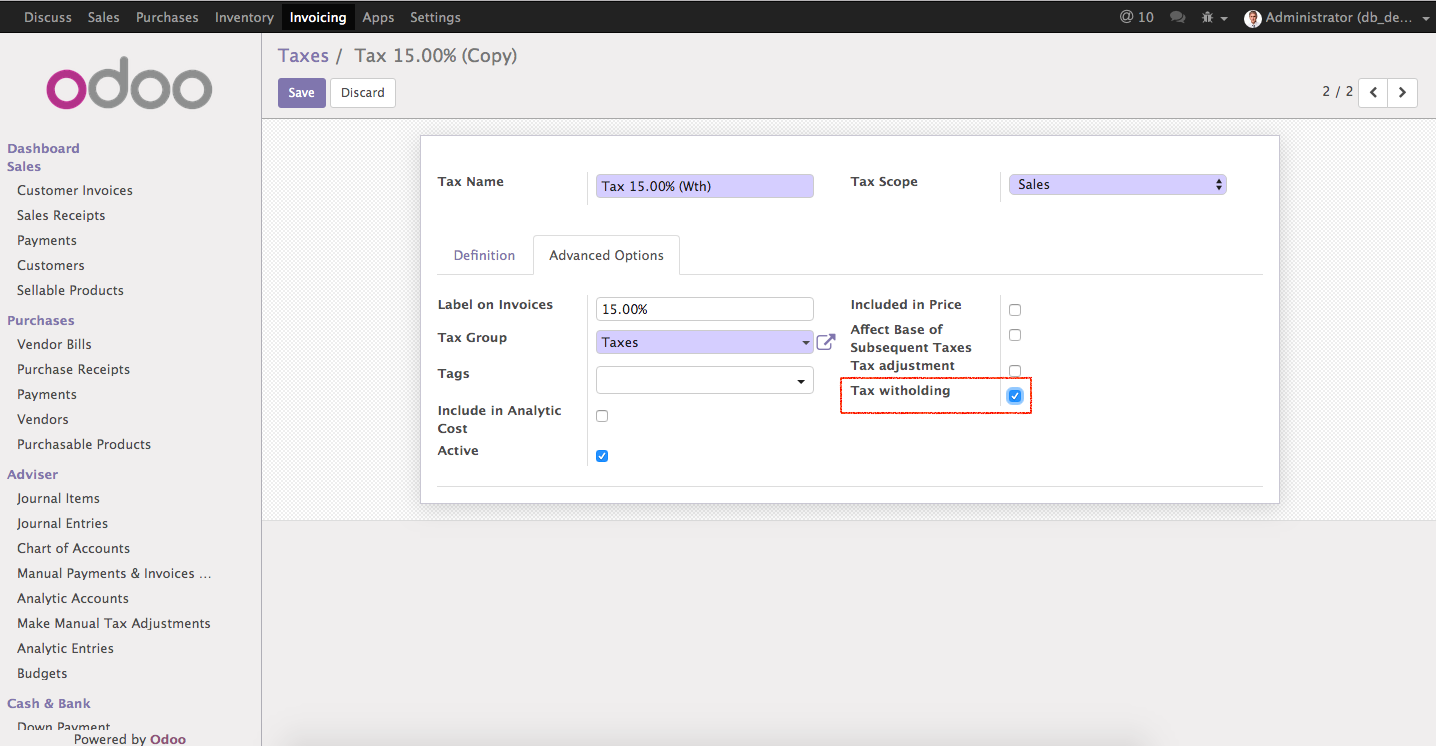 Discuss Sales Purchases Inventory Invoicing Apps Settings @ 10 Administrator (db_de...
odoo
Taxes / Tax 15.00% (Copy)
Save Discard
2 / 2
Dashboard
Sales
Customer Invoices
Sales Receipts
Payments
Customers
Sellable Products
Purchases
Vendor Bills
Purchase Receipts
Payments
Vendors
Purchasable Products
Adviser
Journal Items
Journal Entries
Chart of Accounts
Manual Payments & Invoices ...
Analytic Accounts
Make Manual Tax Adjustments
Analytic Entries
Budgets
Cash & Bank
Down Payment
Powered by Odoo
Tax Name Tax 15.00% (Wth)
Tax Scope Sales
Definition Advanced Options
Label on Invoices 15.00%
Tax Group Taxes
Tags
Include in Analytic
Cost
Active
Included in Price
Affect Base of
Subsequent Taxes
Tax adjustment
Tax witholding